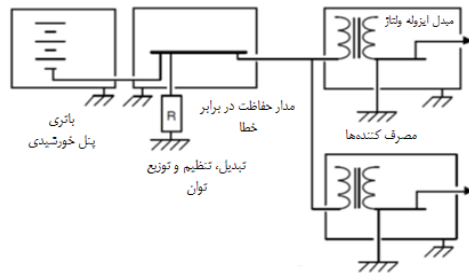 مبدل ایزوله ولتاژ
باتری
پنل خورشیدی
R
مدار حفاظت در برابر
خطا
مصرف کننده‌ها
تبدیل، تنظیم و توزیع
توان